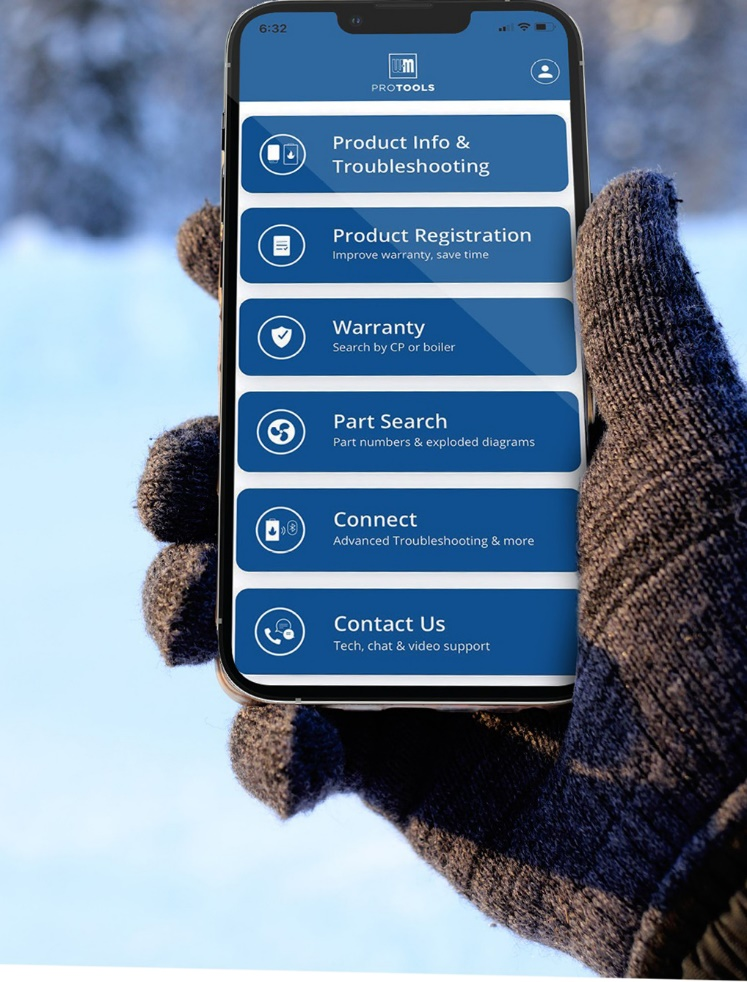 6:32
WM
PROTOOLS
Product Info &
Troubleshooting
Product Registration
Improve warranty, save time
Warranty
Search by CP or boiler
Part Search
Part numbers & exploded diagrams
Connect
Advanced Troubleshooting & more
Contact Us
Tech, chat & video support